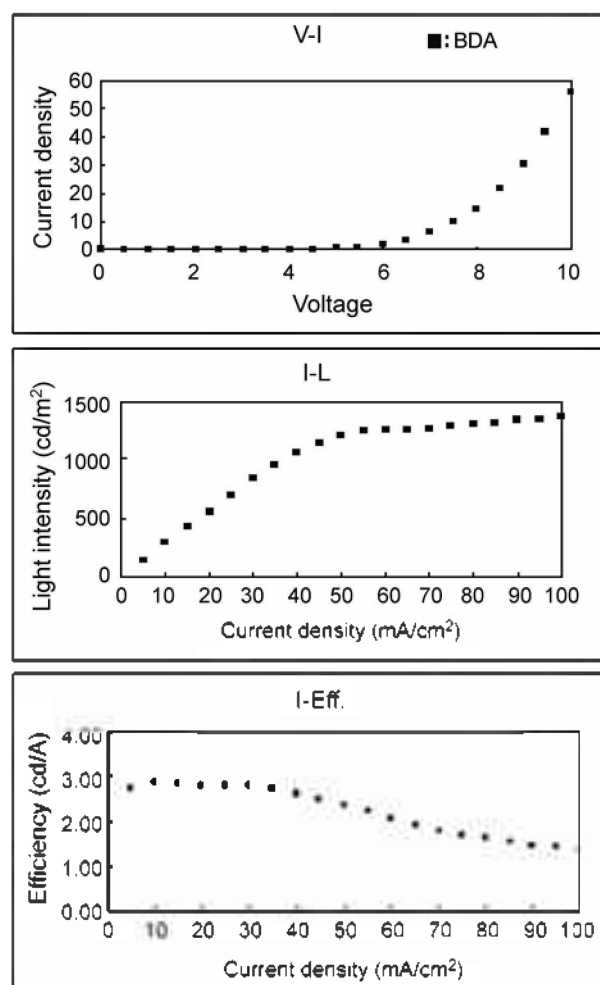 V-I
■:BDA
Current density
60
50
40
30
20
10
0
0 2 4 6 8 10
Voltage
I-L
Light intensity (cd/m²)
1500
1000
500
0
0 10 20 30 40 50 60 70 80 90 100
Current density (mA/cm²)
I-Eff.
Efficiency (cd/A)
4.00
3.00
2.00
1.00
0.00
10 20 30 40 50 60 70 80 90 100
Current density (mA/cm²)